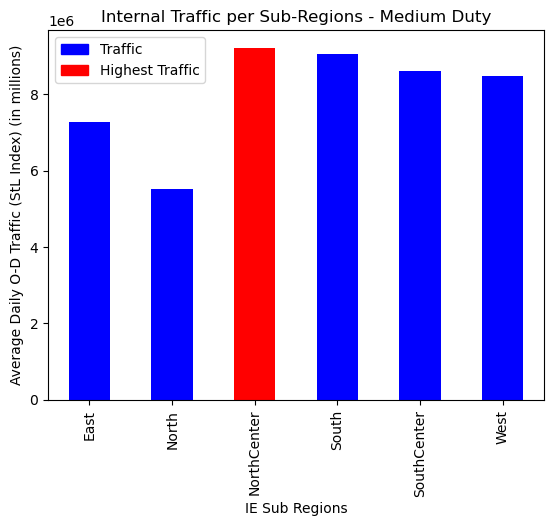 Internal Traffic per Sub-Regions - Medium Duty
1e6
Traffic
Highest Traffic
Average Daily O-D Traffic (StL Index) (in millions)
8
6
4
2
0
East
North
NorthCenter
South
SouthCenter
West
IE Sub Regions